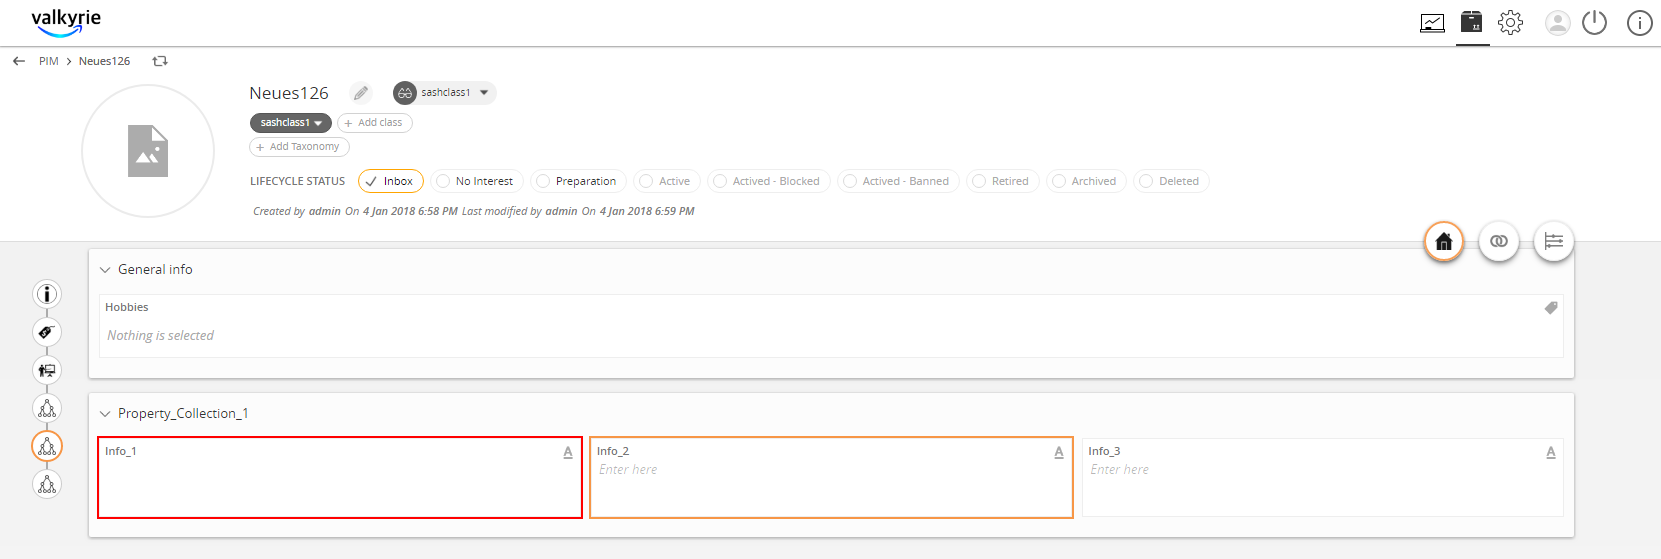 valkyrie
PIM > Neues126
Neues126
sashclass1
sashclass1
+ Add class
+ Add Taxonomy
LIFECYCLE STATUS Inbox No Interest Preparation Active Actived - Blocked Actived - Banned Retired Archived Deleted
Created by admin On 4 Jan 2018 6:58 PM Last modified by admin On 4 Jan 2018 6:59 PM
General info
Hobbies
Nothing is selected
Property_Collection_1
Info_1 A Info_2 A Info_3 A
Enter here Enter here